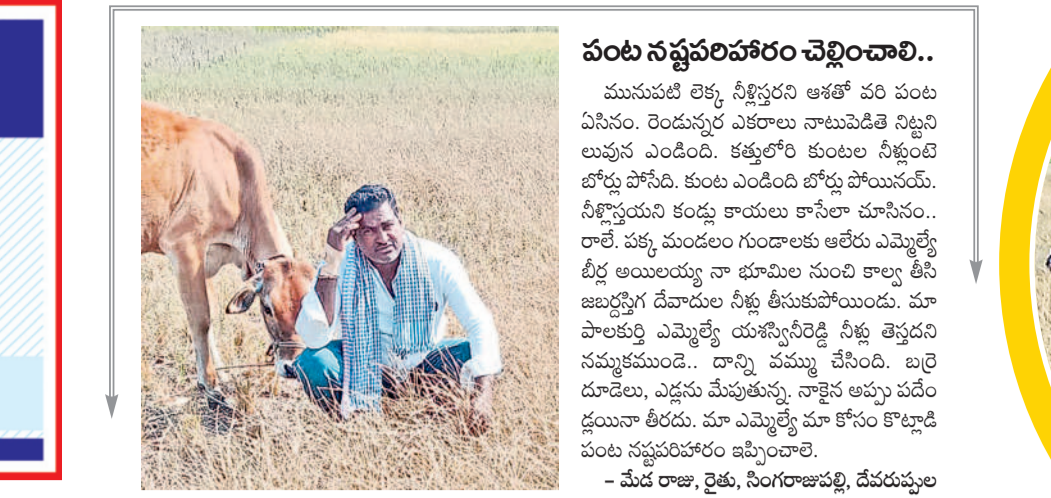 పంట నష్టపరిహారం చెల్లించాలి..
మునుపటి లెక్క నీళ్లిస్తరని ఆశతో వరి పంట
ఏసినం. రెండున్నర ఎకరాలు నాటుపెడితె నిట్టని
లువున ఎండింది. కత్తులోరి కుంటల నీళ్లుంటె
బోర్లు పోసేది. కుంట ఎండింది బోర్లు పోయినయ్.
నీళ్లొస్తయని కండ్లు కాయలు కాసేలా చూసినం..
రాలే. పక్క మండలం గుండాలకు ఆలేరు ఎమ్మెల్యే
బీర్ల అయిలయ్య నా భూమిల నుంచి కాల్వ తీసి
జబర్దస్తిగ దేవాదుల నీళ్లు తీసుకుపోయిండు. మా
పాలకుర్తి ఎమ్మెల్యే యశస్వినీరెడ్డి నీళ్లు తెస్తదని
నమ్మకముండె.. దాన్ని వమ్ము చేసింది. బర్రె
దూడెలు, ఎడ్లను మేపుతున్న. నాకైన అప్పు పదేం
డ్లయినా తీరదు. మా ఎమ్మెల్యే మా కోసం కొట్లాడి
పంట నష్టపరిహారం ఇప్పించాలె.
– మేడ రాజు, రైతు, సింగరాజుపల్లి, దేవరుప్పుల